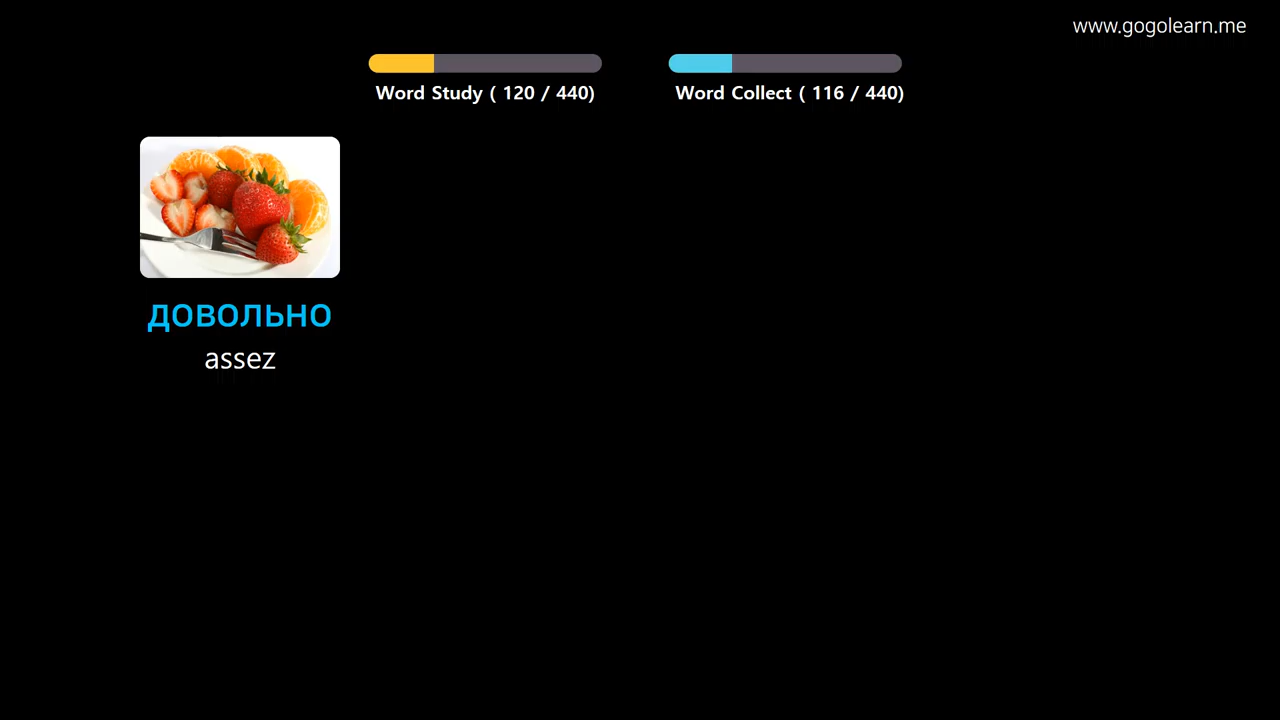 www.gogolearn.me
Word Study ( 120 / 440)
Word Collect ( 116 / 440)
довольно
assez